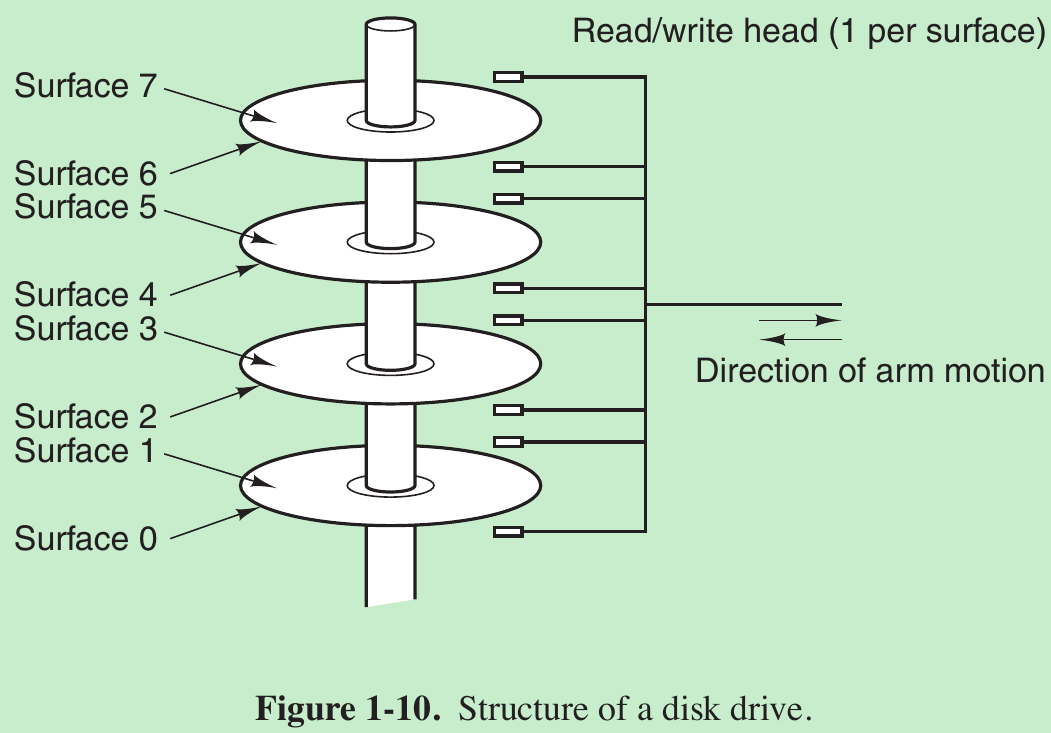 Read/write head (1 per surface)
Surface 7
Surface 6
Surface 5
Surface 4
Surface 3
Direction of arm motion
Surface 2
Surface 1
Surface 0
Figure 1-10. Structure of a disk drive.